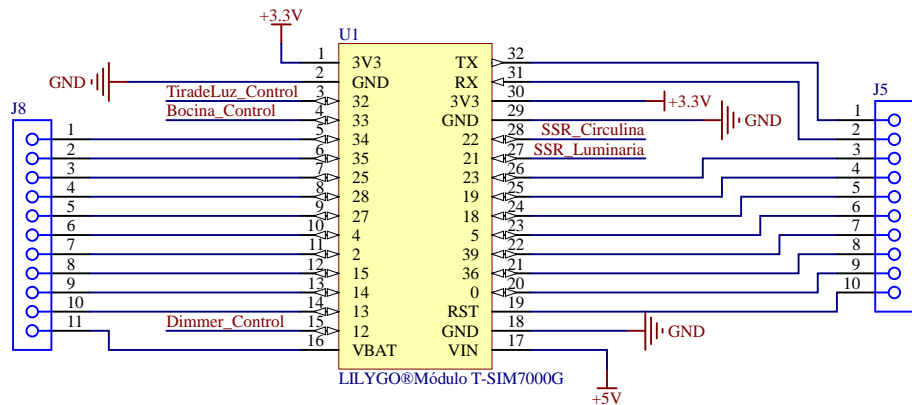 +3.3V
U1
1 3V3 TX 32
GND 2 GND RX 31
TiradeLuz_Control 3 32 3V3 30 +3.3V
J8 Bocina_Control 4 33 GND 29 GND J5
1 5 34 22 28 SSR_Circulina 1
2 6 35 21 27 SSR_Luminaria 2
3 7 25 23 26 3
4 8 28 19 25 4
5 9 27 18 24 5
6 10 4 5 23 6
7 11 2 39 22 7
8 12 15 36 21 8
9 13 14 0 20 9
10 14 13 RST 19 10
11 Dimmer_Control 15 12 GND 18 GND
16 VBAT VIN 17
LILYGO®Módulo T-SIM7000G
+5V